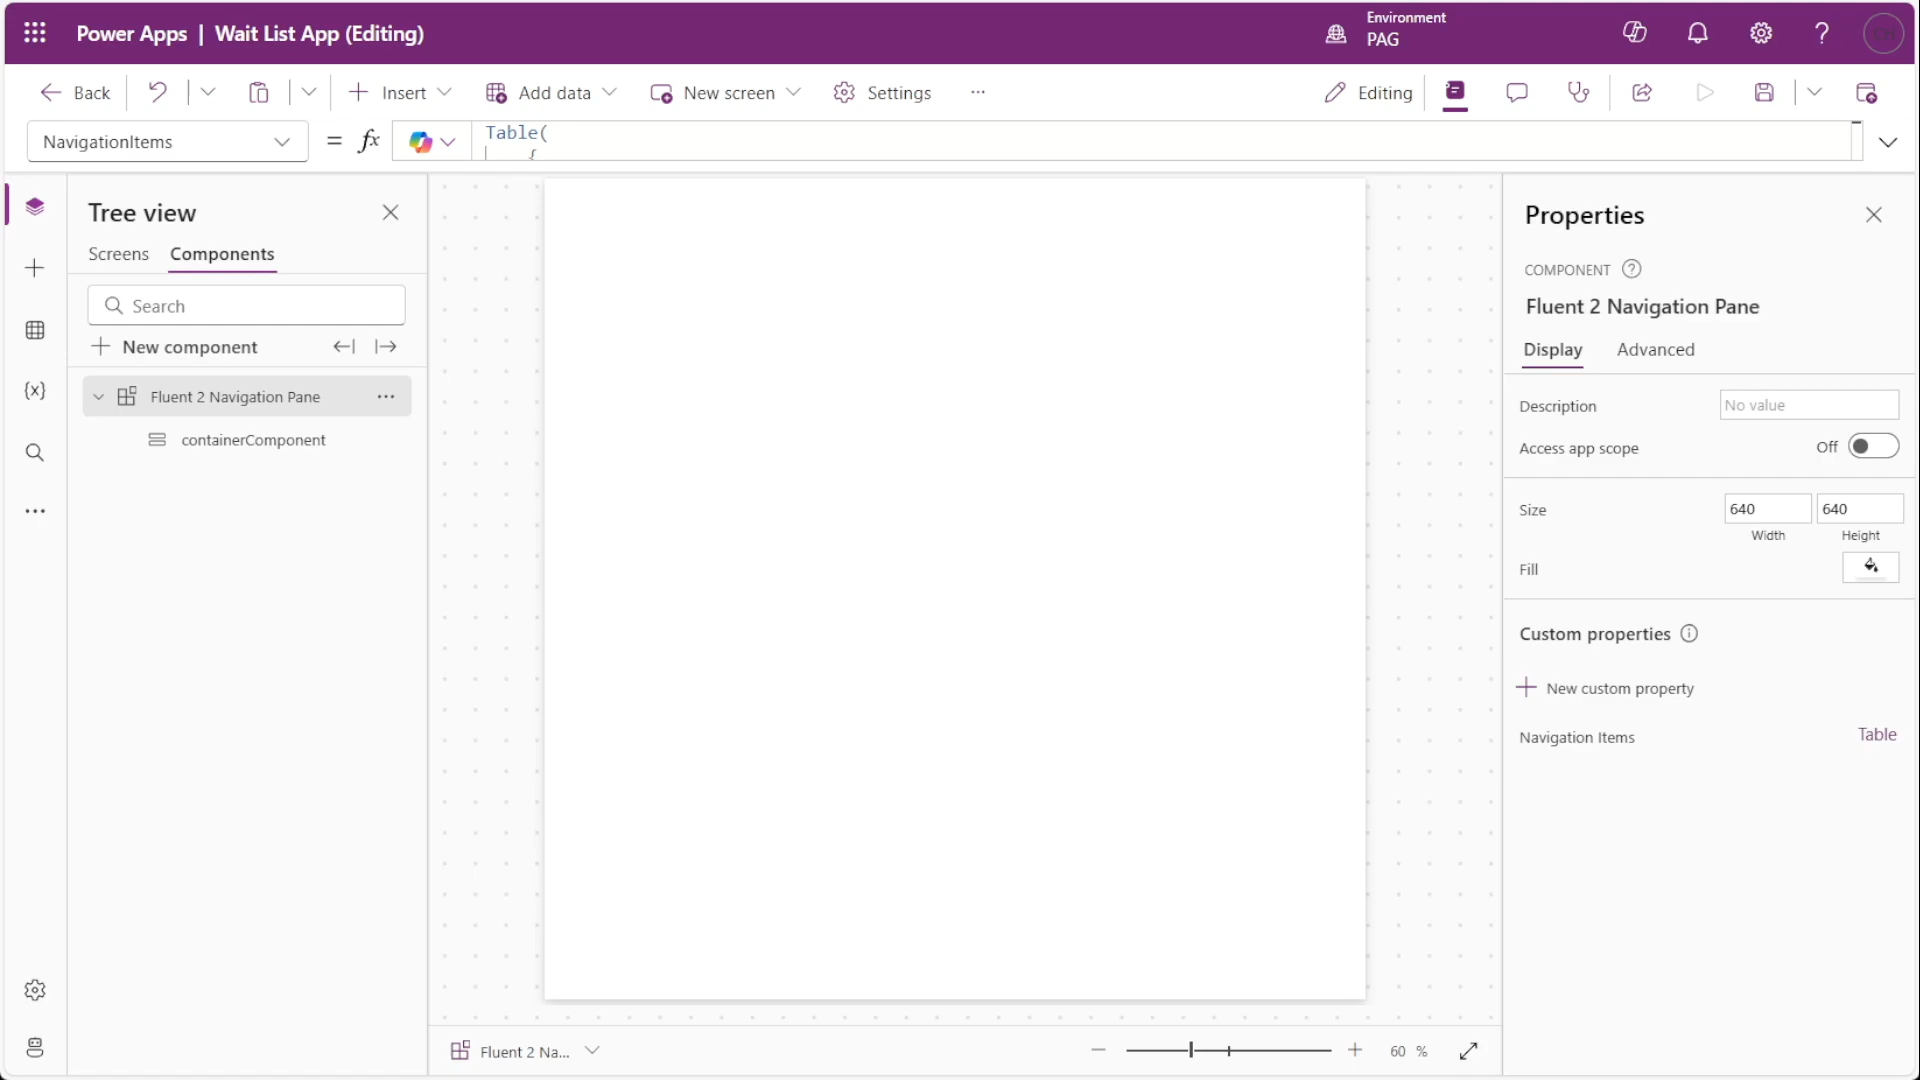 Power Apps | Wait List App (Editing)
Environment
PAG
Back
Insert
Add data
New screen
Settings
Editing
NavigationItems
= fx
Table(
{
Tree view
Screens
Components
Search
New component
Fluent 2 Navigation Pane
containerComponent
Fluent 2 Na...
60 %
Properties
COMPONENT
Fluent 2 Navigation Pane
Display
Advanced
Description
No value
Access app scope
Off
Size
640
640
Width
Height
Fill
Custom properties
New custom property
Navigation Items
Table